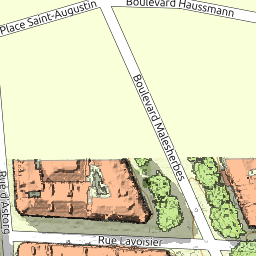 Boulevard Haussmann
Place Saint-Augustin
Boulevard Malesherbes
Rue d'Astorg
Rue Lavoisier